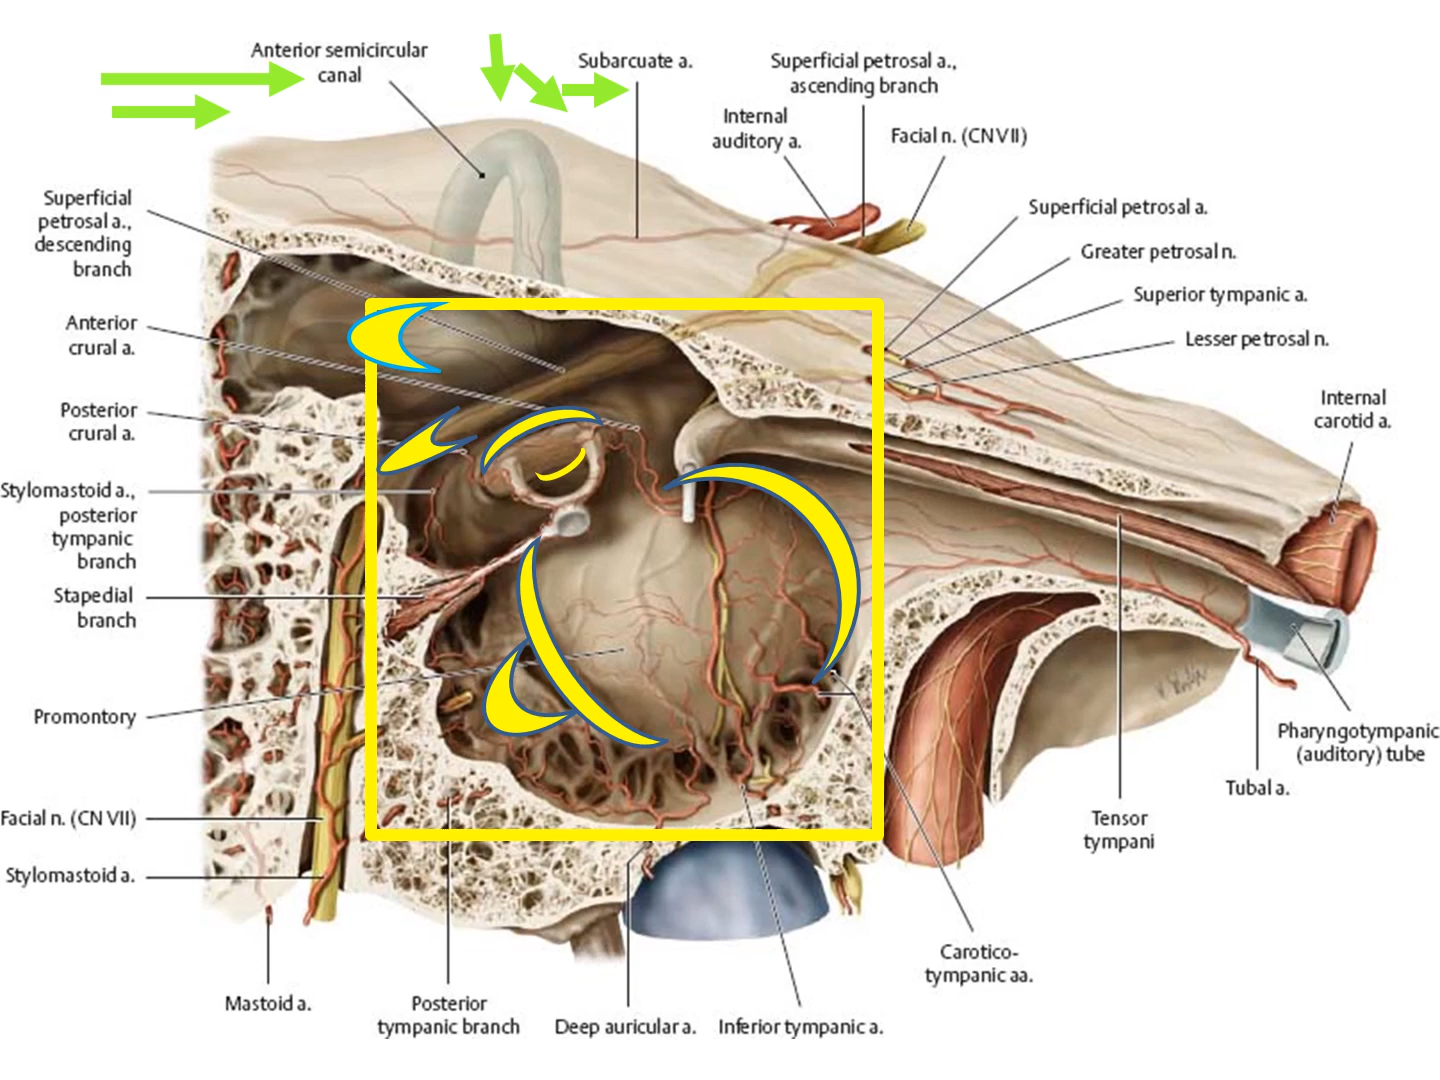 Anterior semicircular
canal
Subarcuate a.
Superficial petrosal a.,
ascending branch
Internal
auditory a.
Facial n. (CN VII)
Superficial
petrosal a.,
descending
branch
Superficial petrosal a.
Greater petrosal n.
Superior tympanic a.
Lesser petrosal n.
Anterior
crural a.
Internal
carotid a.
Posterior
crural a.
Stylomastoid a.,
posterior
tympanic
branch
Stapedial
branch
Promontory
Pharyngotympanic
(auditory) tube
Tubal a.
Facial n. (CN VII)
Tensor
tympani
Stylomastoid a.
Carotico-
tympanic aa.
Mastoid a.
Posterior
tympanic branch
Deep auricular a.
Inferior tympanic a.